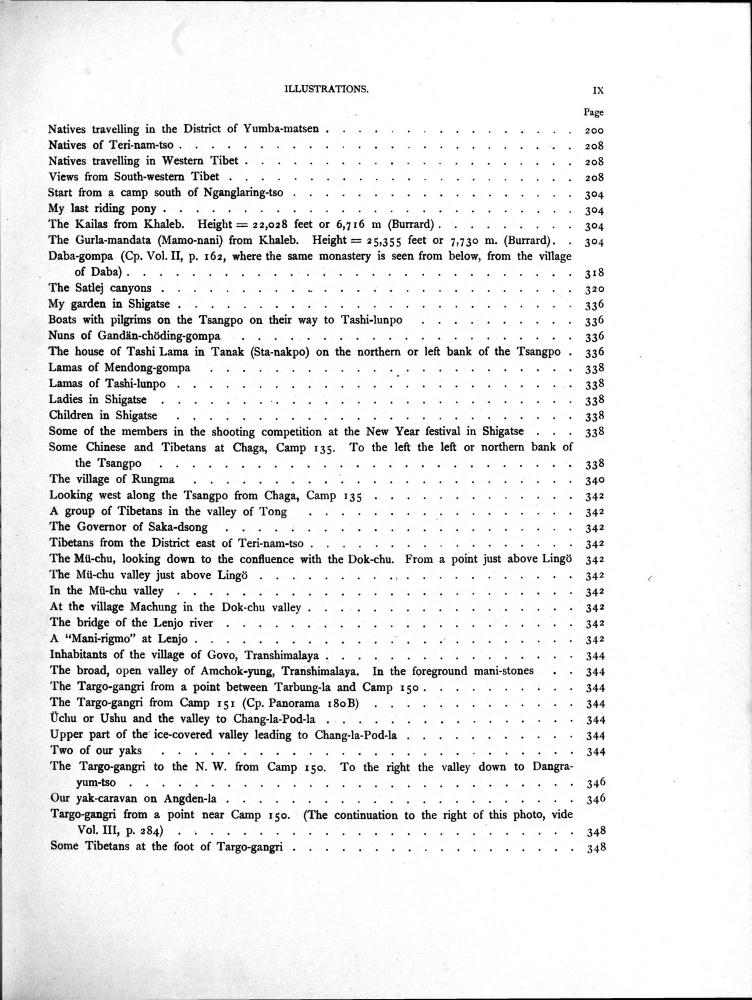 ILLUSTRATIONS. IX
Page
Natives travelling in the District of Yumba-matsen . . . . . . . . . . . . . . . . 200
Natives of Teri-nam-tso . . . . . . . . . . . . . . . . . . . . . . 208
Natives travelling in Western Tibet . . . . . . . . . . . . . . . . . . . 208
Views from South-western Tibet . . . . . . . . . . . . . . . . . . . . 208
Start from a camp south of Nganglaring-tso . . . . . . . . . . . . . . . . . 304
My last riding pony . . . . . . . . . . . . . . . . . . . . . . . 304
The Kailas from Khaleb. Height = 22,028 feet or 6,716 m (Burrard) . . . . . . . . . 304
The Gurla-mandata (Mamo-nani) from Khaleb. Height = 25,355 feet or 7,730 m. (Burrard). . 304
Daba-gompa (Cp. Vol. II, p. 162, where the same monastery is seen from below, from the village
of Daba) . . . . . . . . . . . . . . . . . . . . . . . . 318
The Satlej canyons . . . . . . . . . . . . . . . . . . . . . . . 320
My garden in Shigatse . . . . . . . . . . . . . . . . . . . . . . 336
Boats with pilgrims on the Tsangpo on their way to Tashi-lunpo . . . . . . . . . . 336
Nuns of Gandän-chöding-gompa . . . . . . . . . . . . . . . . . . . 336
The house of Tashi Lama in Tanak (Sta-nakpo) on the northern or left bank of the Tsangpo . 336
Lamas of Mendong-gompa . . . . . . . . . . . . . . . . . . . . . 338
Lamas of Tashi-lunpo . . . . . . . . . . . . . . . . . . . . . . 338
Ladies in Shigatse . . . . . . . . . . . . . . . . . . . . . . . 338
Children in Shigatse . . . . . . . . . . . . . . . . . . . . . . 338
Some of the members in the shooting competition at the New Year festival in Shigatse . . . 338
Some Chinese and Tibetans at Chaga, Camp 135. To the left the left or northern bank of
the Tsangpo . . . . . . . . . . . . . . . . . . . . . . . 338
The village of Rungma . . . . . . . . . . . . . . . . . . . . . 340
Looking west along the Tsangpo from Chaga, Camp 135 . . . . . . . . . . . . . 342
A group of Tibetans in the valley of Tong . . . . . . . . . . . . . . . . 342
The Governor of Saka-dsong . . . . . . . . . . . . . . . . . . . . 342
Tibetans from the District east of Teri-nam-tso . . . . . . . . . . . . . . . . 342
The Mü-chu, looking down to the confluence with the Dok-chu. From a point just above Lingö 342
The Mü-chu valley just above Lingö . . . . . . . . . . . . . . . . . . 342
In the Mü-chu valley . . . . . . . . . . . . . . . . . . . . . . 342
At the village Machung in the Dok-chu valley . . . . . . . . . . . . . . . . 342
The bridge of the Lenjo river . . . . . . . . . . . . . . . . . . . . 342
A “Mani-rigmo” at Lenjo . . . . . . . . . . . . . . . . . . . . . 342
Inhabitants of the village of Govo, Transhimalaya . . . . . . . . . . . . . . . 344
The broad, open valley of Amchok-yung, Transhimalaya. In the foreground mani-stones . . 344
The Targo-gangri from a point between Tarbung-la and Camp 150 . . . . . . . . . . 344
The Targo-gangri from Camp 151 (Cp. Panorama 180B) . . . . . . . . . . . . . 344
Üchu or Ushu and the valley to Chang-la-Pod-la . . . . . . . . . . . . . . . 344
Upper part of the ice-covered valley leading to Chang-la-Pod-la . . . . . . . . . . . 344
Two of our yaks . . . . . . . . . . . . . . . . . . . . . . . 344
The Targo-gangri to the N. W. from Camp 150. To the right the valley down to Dangra-
yum-tso . . . . . . . . . . . . . . . . . . . . . . . . 346
Our yak-caravan on Angden-la . . . . . . . . . . . . . . . . . . . . 346
Targo-gangri from a point near Camp 150. (The continuation to the right of this photo, vide
Vol. III, p. 284) . . . . . . . . . . . . . . . . . . . . . . 348
Some Tibetans at the foot of Targo-gangri . . . . . . . . . . . . . . . . . 348